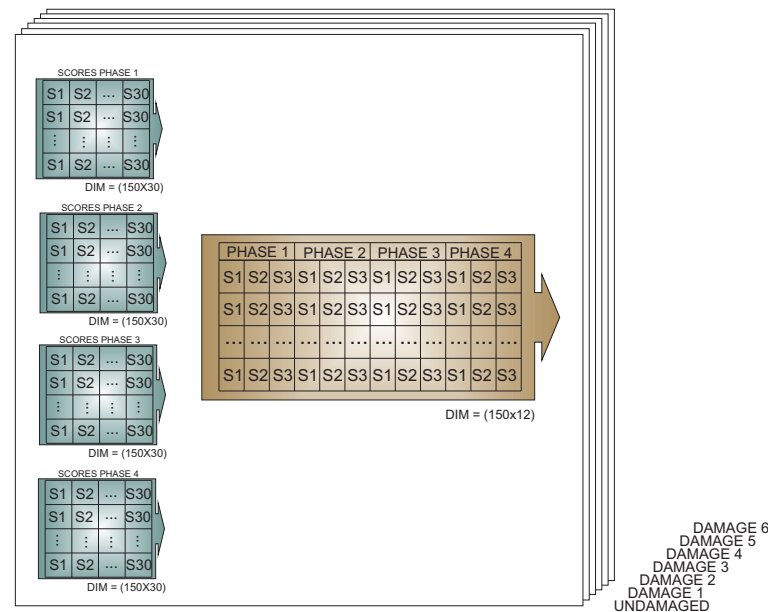 SCORES PHASE 1
S1 S2 ... S30
S1 S2 ... S30
⋮ ⋮ ⋮ ⋮
S1 S2 ... S30
DIM = (150X30)
SCORES PHASE 2
S1 S2 ... S30
S1 S2 ... S30
⋮ ⋮ ⋮ ⋮
S1 S2 ... S30
DIM = (150X30)
SCORES PHASE 3
S1 S2 ... S30
S1 S2 ... S30
⋮ ⋮ ⋮ ⋮
S1 S2 ... S30
DIM = (150X30)
SCORES PHASE 4
S1 S2 ... S30
S1 S2 ... S30
⋮ ⋮ ⋮ ⋮
S1 S2 ... S30
DIM = (150X30)
PHASE 1 PHASE 2 PHASE 3 PHASE 4
S1 S2 S3 S1 S2 S3 S1 S2 S3 S1 S2 S3
S1 S2 S3 S1 S2 S3 S1 S2 S3 S1 S2 S3
... ... ... ... ... ... ... ... ... ... ... ...
S1 S2 S3 S1 S2 S3 S1 S2 S3 S1 S2 S3
DIM = (150x12)
DAMAGE 6
DAMAGE 5
DAMAGE 4
DAMAGE 3
DAMAGE 2
DAMAGE 1
UNDAMAGED